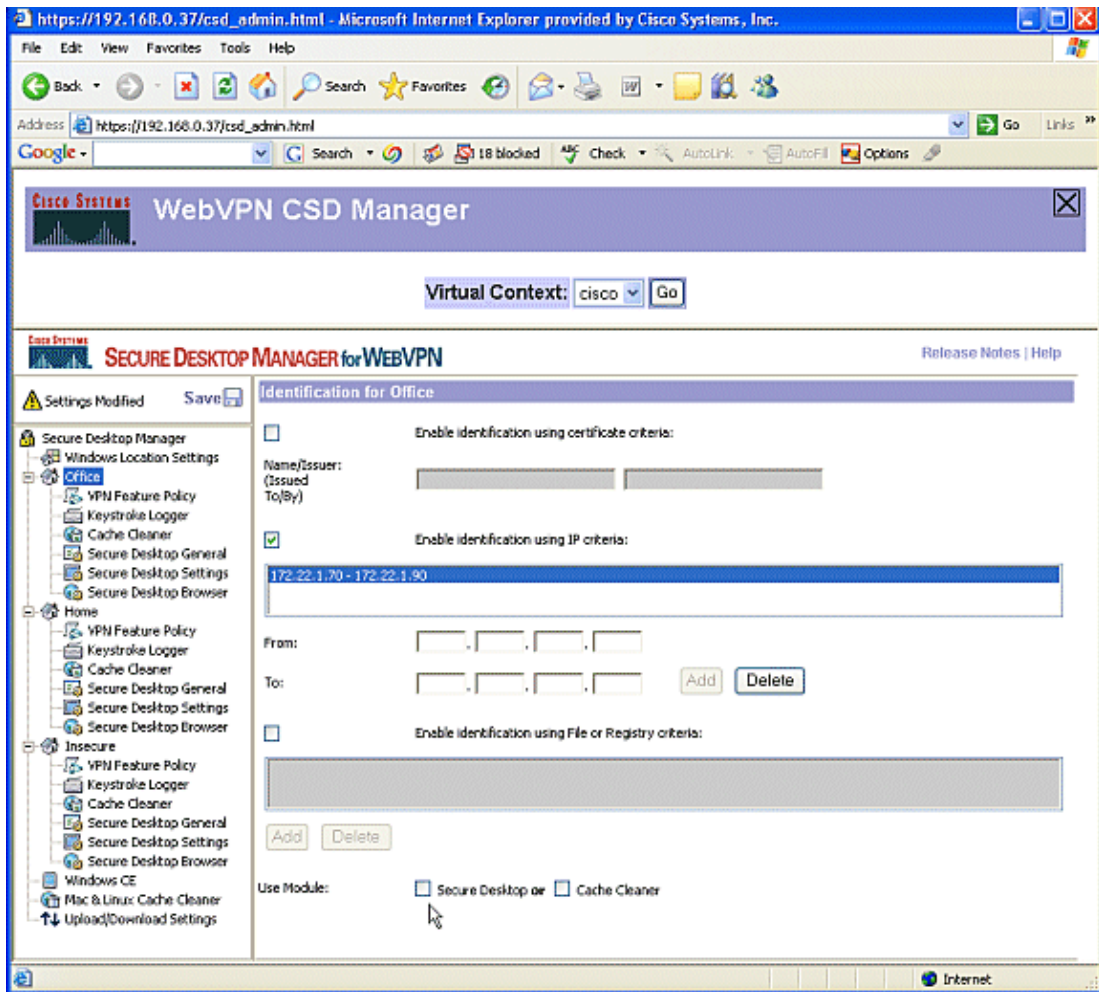 https://192.168.0.37/csd_admin.html - Microsoft Internet Explorer provided by Cisco Systems, Inc.
File Edit View Favorites Tools Help
Back Search Favorites
Address https://192.168.0.37/csd_admin.html Go Links »
Google Search 18 blocked Check AutoLink AutoFill Options
CISCO SYSTEMS WebVPN CSD Manager
Virtual Context: cisco Go
CISCO SYSTEMS SECURE DESKTOP MANAGER for WEBVPN Release Notes | Help
Settings Modified Save
Identification for Office
Secure Desktop Manager
Windows Location Settings
Office
VPN Feature Policy
Keystroke Logger
Cache Cleaner
Secure Desktop General
Secure Desktop Settings
Secure Desktop Browser
Home
VPN Feature Policy
Keystroke Logger
Cache Cleaner
Secure Desktop General
Secure Desktop Settings
Secure Desktop Browser
Insecure
VPN Feature Policy
Keystroke Logger
Cache Cleaner
Secure Desktop General
Secure Desktop Settings
Secure Desktop Browser
Windows CE
Mac & Linux Cache Cleaner
Upload/Download Settings
Enable identification using certificate criteria:
Name/Issuer:
(Issued
To/By)
Enable identification using IP criteria:
172.22.1.70 - 172.22.1.90
From: . . .
To: . . . Add Delete
Enable identification using File or Registry criteria:
Add Delete
Use Module: Secure Desktop or Cache Cleaner
Internet